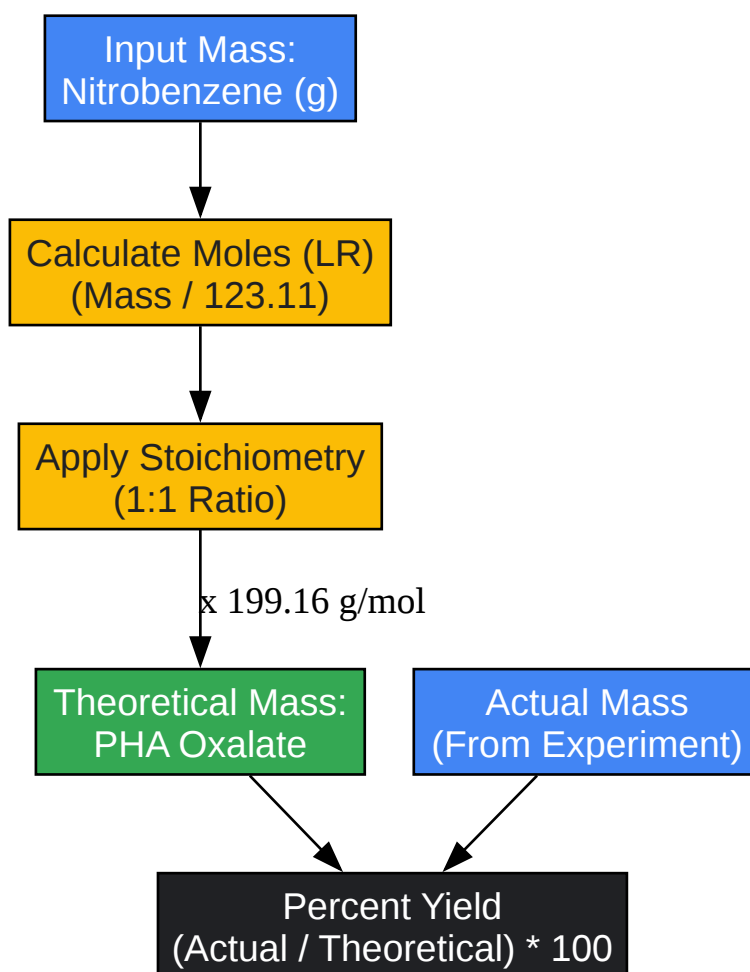 Input Mass:
Nitrobenzene (g)
Calculate Moles (LR)
(Mass / 123.11)
Apply Stoichiometry
(1:1 Ratio)
x 199.16 g/mol
Theoretical Mass:
PHA Oxalate
Actual Mass
(From Experiment)
Percent Yield
(Actual / Theoretical) * 100